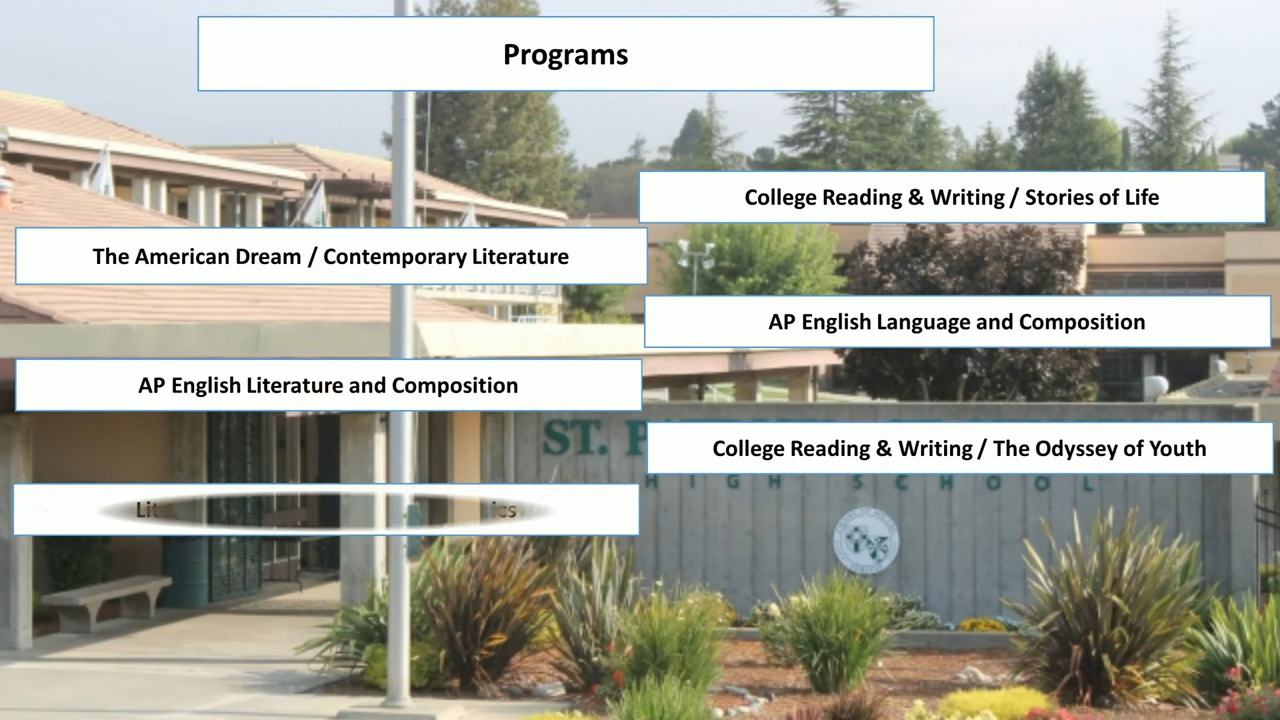 Programs
College Reading & Writing / Stories of Life
The American Dream / Contemporary Literature
AP English Language and Composition
AP English Literature and Composition
ST.
College Reading & Writing / The Odyssey of Youth
HIGH SCHOOL